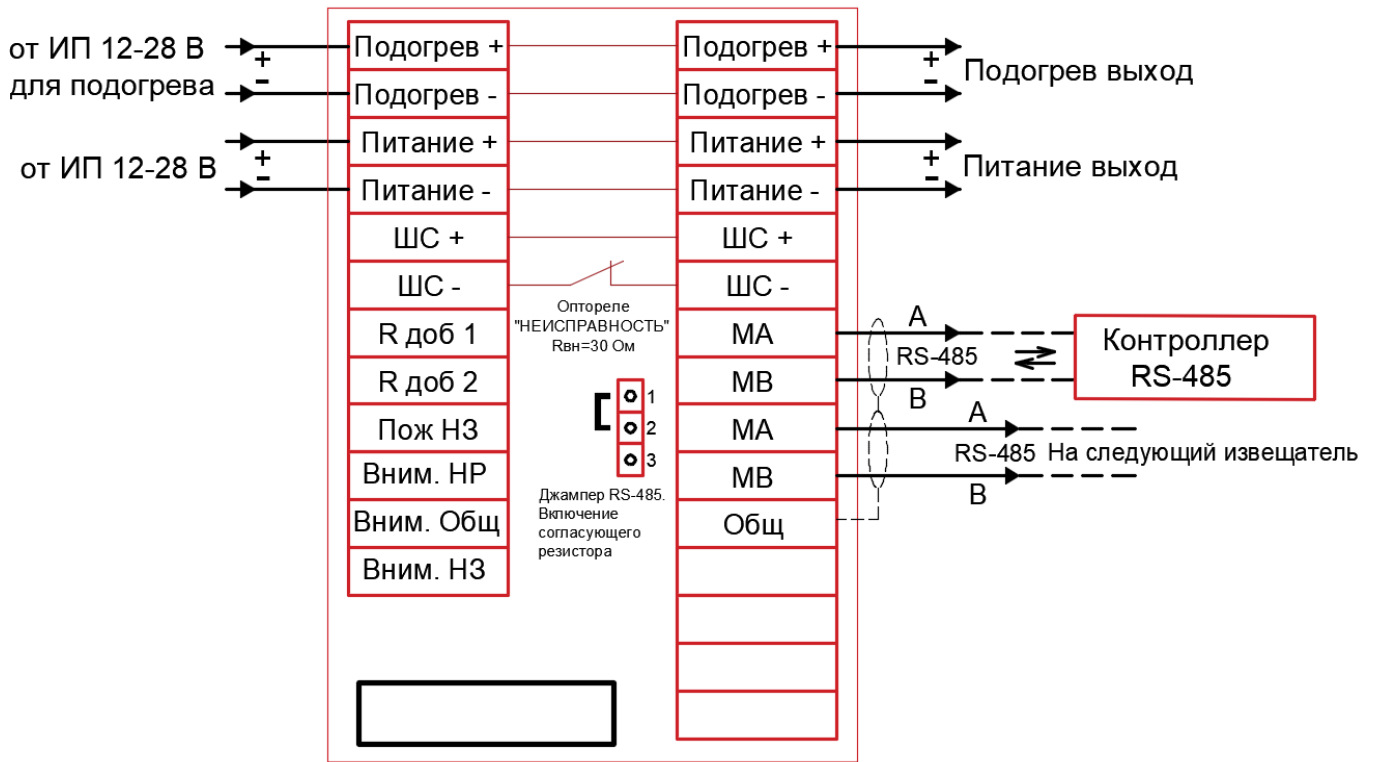 от ИП 12-28 В
для подогрева
+
-
от ИП 12-28 В
+
-
Подогрев +
Подогрев -
Питание +
Питание -
ШС +
ШС -
R доб 1
R доб 2
Пож НЗ
Вним. НР
Вним. Общ
Вним. НЗ
Оптореле
"НЕИСПРАВНОСТЬ"
Rвн=30 Ом
1
2
3
Джампер RS-485.
Включение
согласующего
резистора
Подогрев +
Подогрев -
Питание +
Питание -
ШС +
ШС -
МА
МВ
МА
МВ
Общ
+
-
Подогрев выход
+
-
Питание выход
А
RS-485
В
Контроллер
RS-485
А
RS-485 На следующий извещатель
В